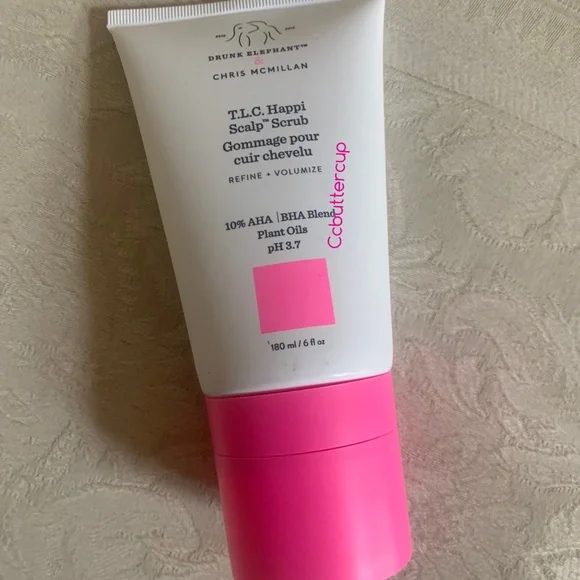 DRUNK ELEPHANT™
&
CHRIS MCMILLAN
T.L.C. Happi
Scalp™ Scrub
Gommage pour
cuir chevelu
REFINE + VOLUMIZE
10% AHA | BHA Blend
Plant Oils
pH 3.7
180 ml / 6 fl oz
Ccbuttercup